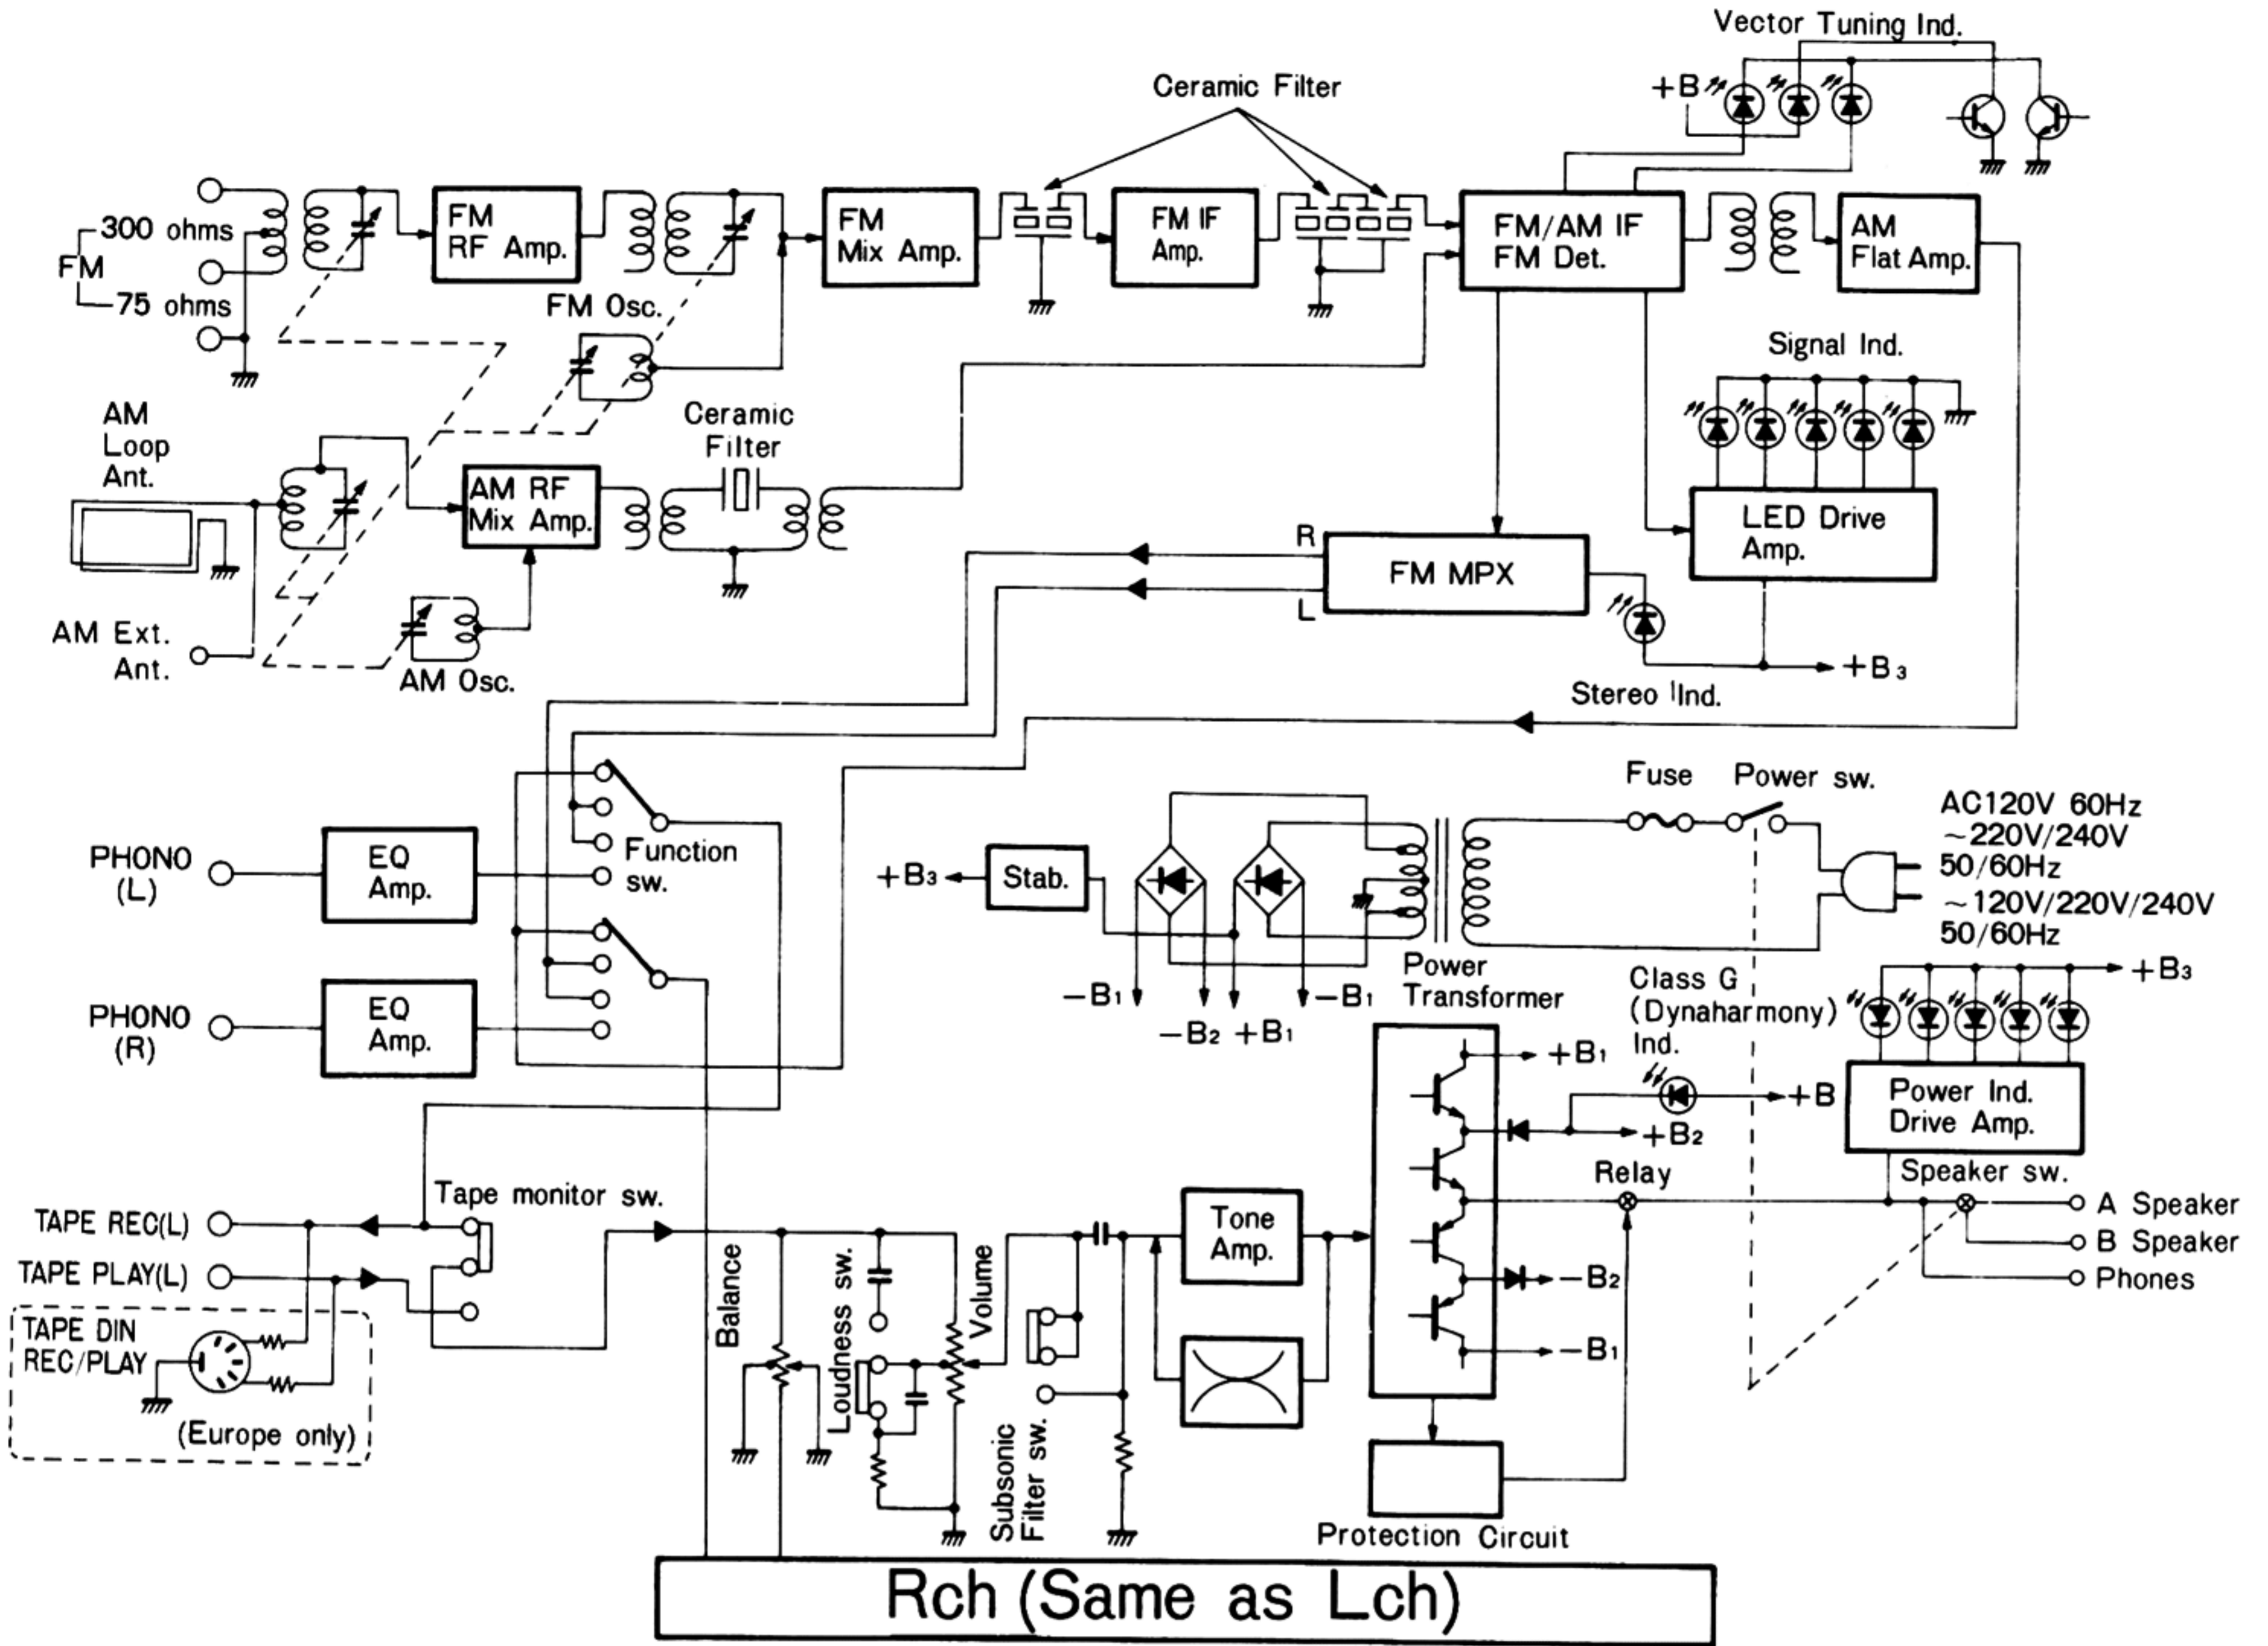 Vector Tuning Ind.
Ceramic Filter
+B
300 ohms
FM
75 ohms
FM
RF Amp.
FM
Mix Amp.
FM IF
Amp.
FM/AM IF
FM Det.
AM
Flat Amp.
FM Osc.
Signal Ind.
AM
Loop
Ant.
Ceramic
Filter
AM RF
Mix Amp.
LED Drive
Amp.
R
FM MPX
L
AM Ext.
Ant.
AM Osc.
+B3
Stereo Ind.
Fuse
Power sw.
AC120V 60Hz
~220V/240V
50/60Hz
~120V/220V/240V
50/60Hz
PHONO
(L)
EQ
Amp.
Function
sw.
+B3
Stab.
PHONO
(R)
EQ
Amp.
Power
Transformer
-B1
-B2
+B1
-B1
Class G
(Dynaharmony)
Ind.
+B3
+B1
+B
+B2
Power Ind.
Drive Amp.
Relay
Speaker sw.
Tape monitor sw.
TAPE REC(L)
TAPE PLAY(L)
Tone
Amp.
A Speaker
B Speaker
Phones
-B2
-B1
Balance
Loudness sw.
Volume
Subsonic
Filter sw.
TAPE DIN
REC/PLAY
(Europe only)
Protection Circuit
Rch (Same as Lch)